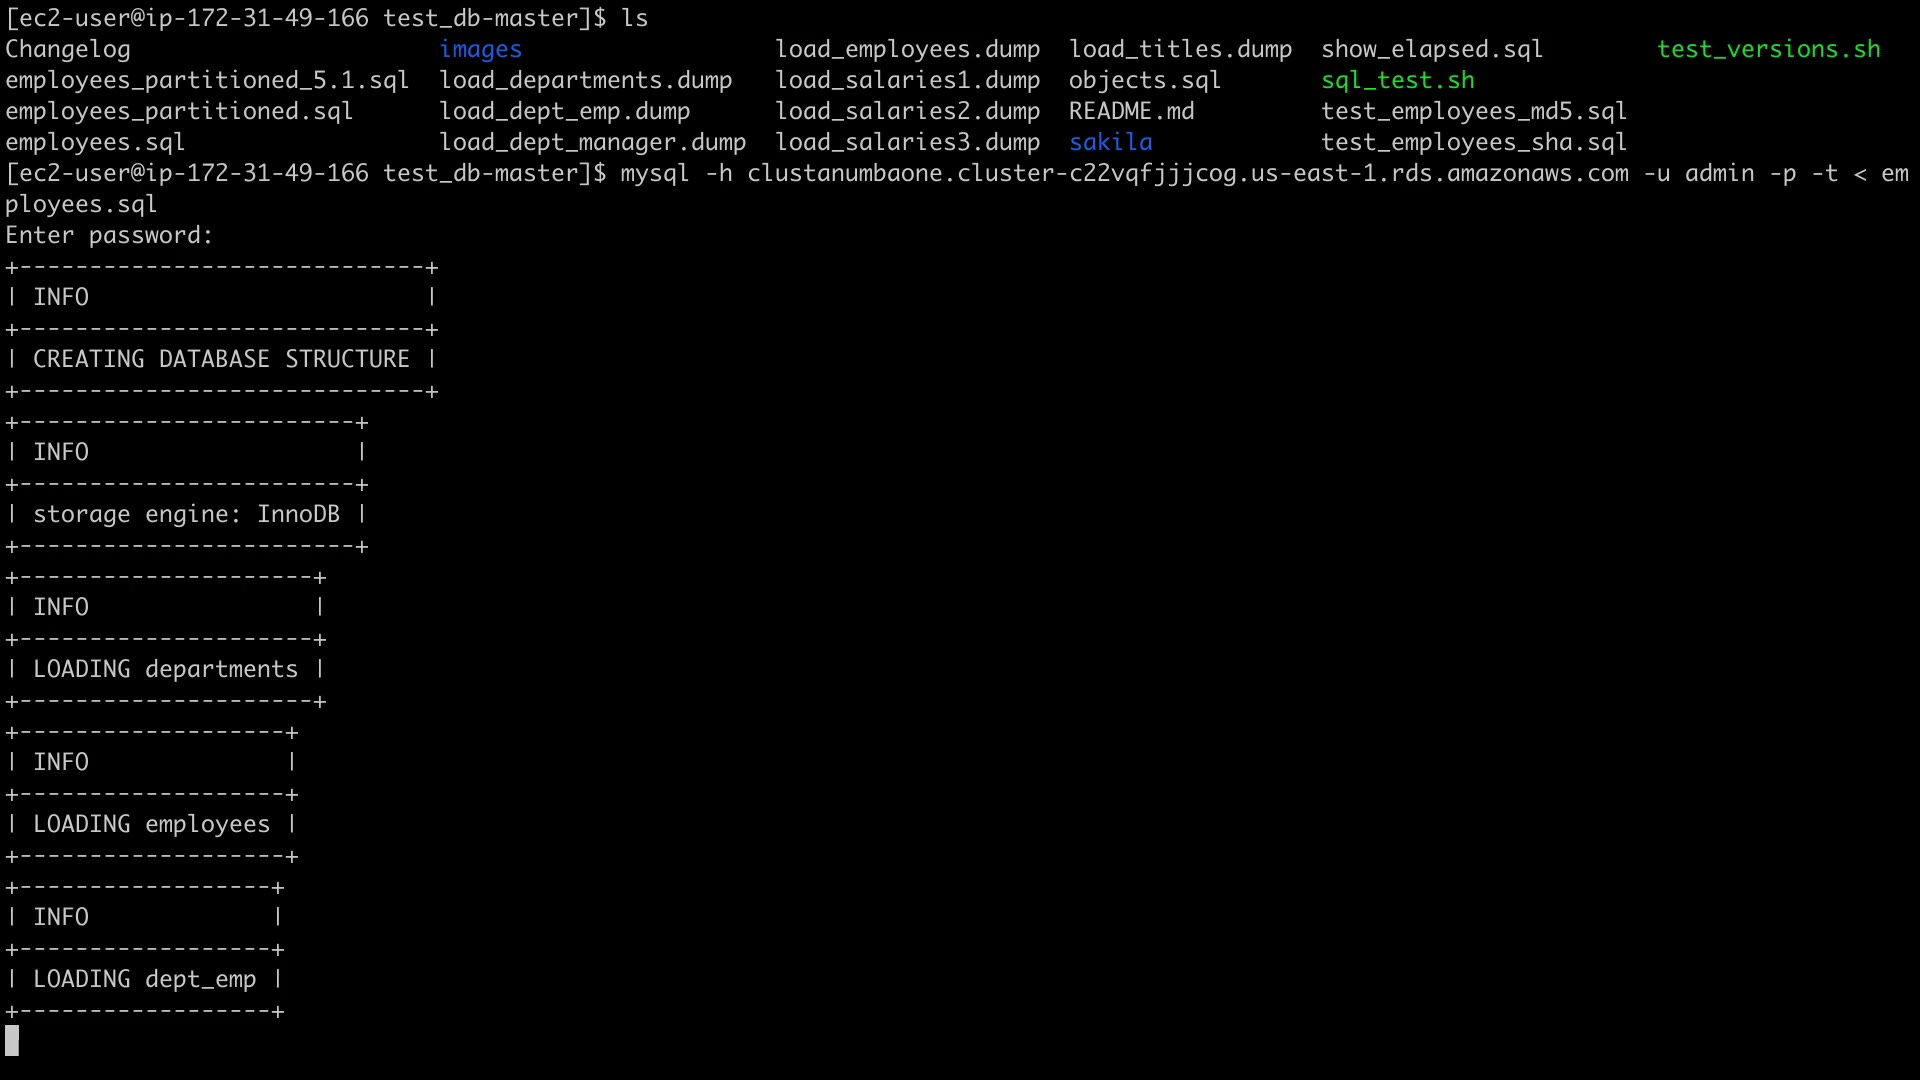 [ec2-user@ip-172-31-49-166 test_db-master]$ ls
Changelog                      images                  load_employees.dump  load_titles.dump  show_elapsed.sql        test_versions.sh
employees_partitioned_5.1.sql  load_departments.dump   load_salaries1.dump  objects.sql       sql_test.sh
employees_partitioned.sql      load_dept_emp.dump      load_salaries2.dump  README.md         test_employees_md5.sql
employees.sql                  load_dept_manager.dump  load_salaries3.dump  sakila            test_employees_sha.sql
[ec2-user@ip-172-31-49-166 test_db-master]$ mysql -h clustanumbaone.cluster-c22vqfjjjcog.us-east-1.rds.amazonaws.com -u admin -p -t < em
ployees.sql
Enter password:
+-----------------------------+
| INFO                        |
+-----------------------------+
| CREATING DATABASE STRUCTURE |
+-----------------------------+
+------------------------+
| INFO                   |
+------------------------+
| storage engine: InnoDB |
+------------------------+
+---------------------+
| INFO                |
+---------------------+
| LOADING departments |
+---------------------+
+-------------------+
| INFO              |
+-------------------+
| LOADING employees |
+-------------------+
+------------------+
| INFO             |
+------------------+
| LOADING dept_emp |
+------------------+